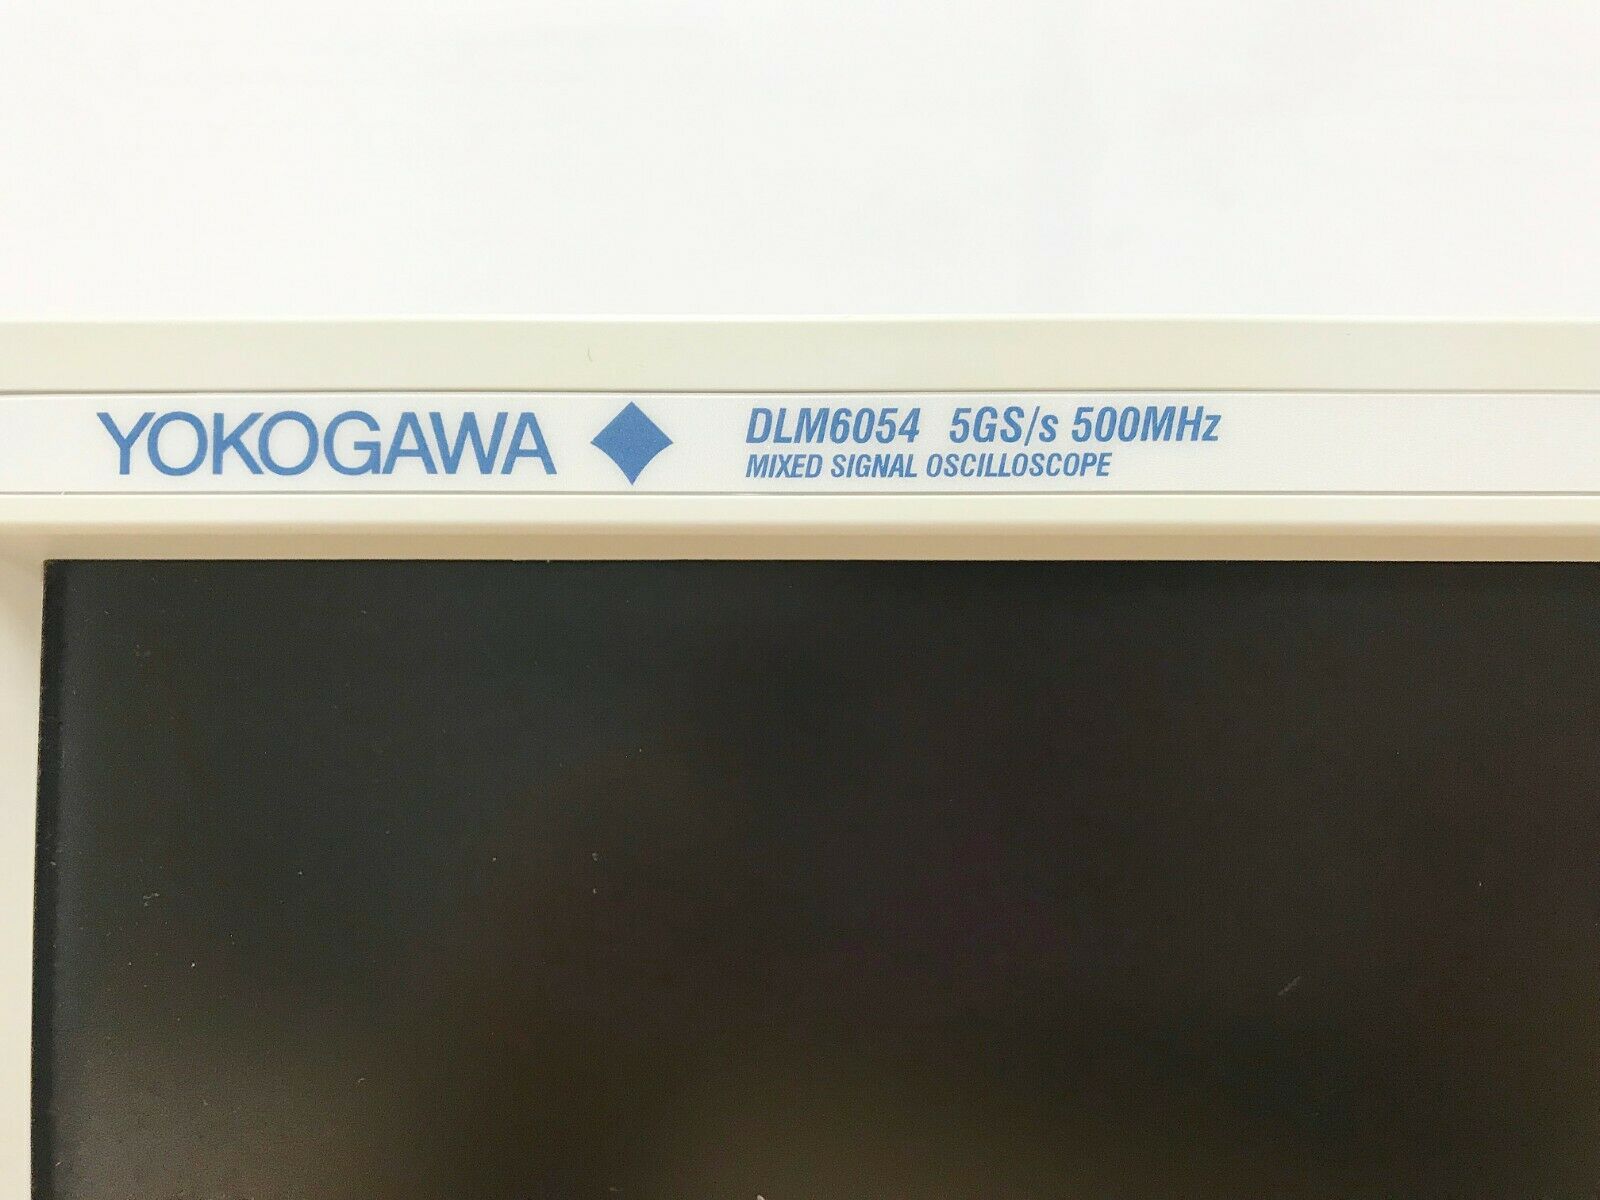 YOKOGAWA ◆ DLM6054 5GS/s 500MHz
MIXED SIGNAL OSCILLOSCOPE